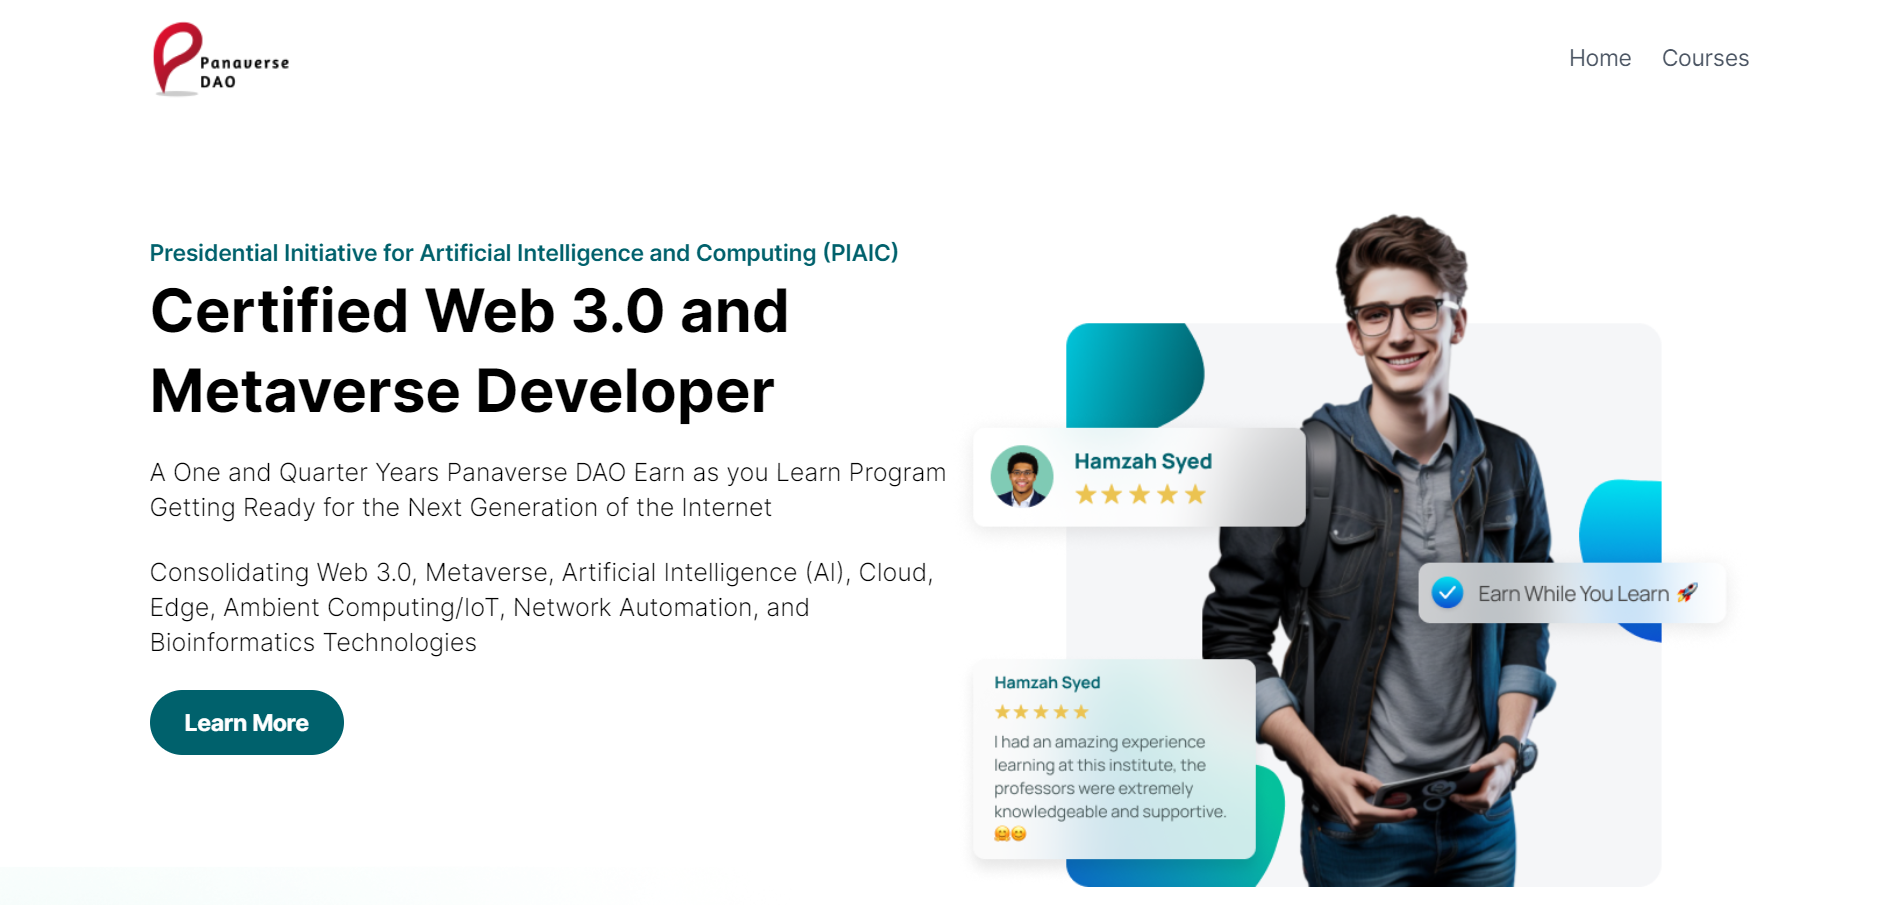 Panaverse
DAO
Home
Courses
Presidential Initiative for Artificial Intelligence and Computing (PIAIC)
Certified Web 3.0 and
Metaverse Developer
A One and Quarter Years Panaverse DAO Earn as you Learn Program
Getting Ready for the Next Generation of the Internet
Consolidating Web 3.0, Metaverse, Artificial Intelligence (AI), Cloud,
Edge, Ambient Computing/IoT, Network Automation, and
Bioinformatics Technologies
Learn More
Hamzah Syed
Earn While You Learn 🚀
Hamzah Syed
I had an amazing experience
learning at this institute, the
professors were extremely
knowledgeable and supportive.
🤗😊